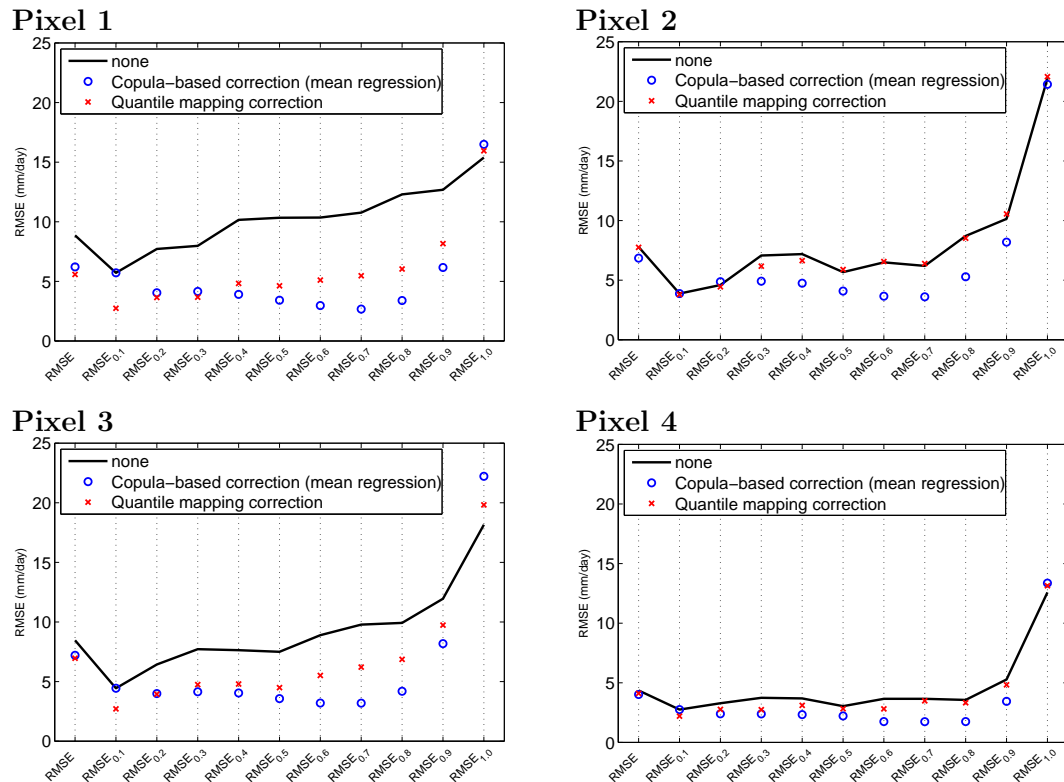 Pixel 1
25
20
15
10
5
0
RMSE (mm/day)
none
Copula-based correction (mean regression)
Quantile mapping correction
RMSE
RMSE0.1
RMSE0.2
RMSE0.3
RMSE0.4
RMSE0.5
RMSE0.6
RMSE0.7
RMSE0.8
RMSE0.9
RMSE1.0
Pixel 2
25
20
15
10
5
0
RMSE (mm/day)
none
Copula-based correction (mean regression)
Quantile mapping correction
RMSE
RMSE0.1
RMSE0.2
RMSE0.3
RMSE0.4
RMSE0.5
RMSE0.6
RMSE0.7
RMSE0.8
RMSE0.9
RMSE1.0
Pixel 3
25
20
15
10
5
0
RMSE (mm/day)
none
Copula-based correction (mean regression)
Quantile mapping correction
RMSE
RMSE0.1
RMSE0.2
RMSE0.3
RMSE0.4
RMSE0.5
RMSE0.6
RMSE0.7
RMSE0.8
RMSE0.9
RMSE1.0
Pixel 4
25
20
15
10
5
0
RMSE (mm/day)
none
Copula-based correction (mean regression)
Quantile mapping correction
RMSE
RMSE0.1
RMSE0.2
RMSE0.3
RMSE0.4
RMSE0.5
RMSE0.6
RMSE0.7
RMSE0.8
RMSE0.9
RMSE1.0